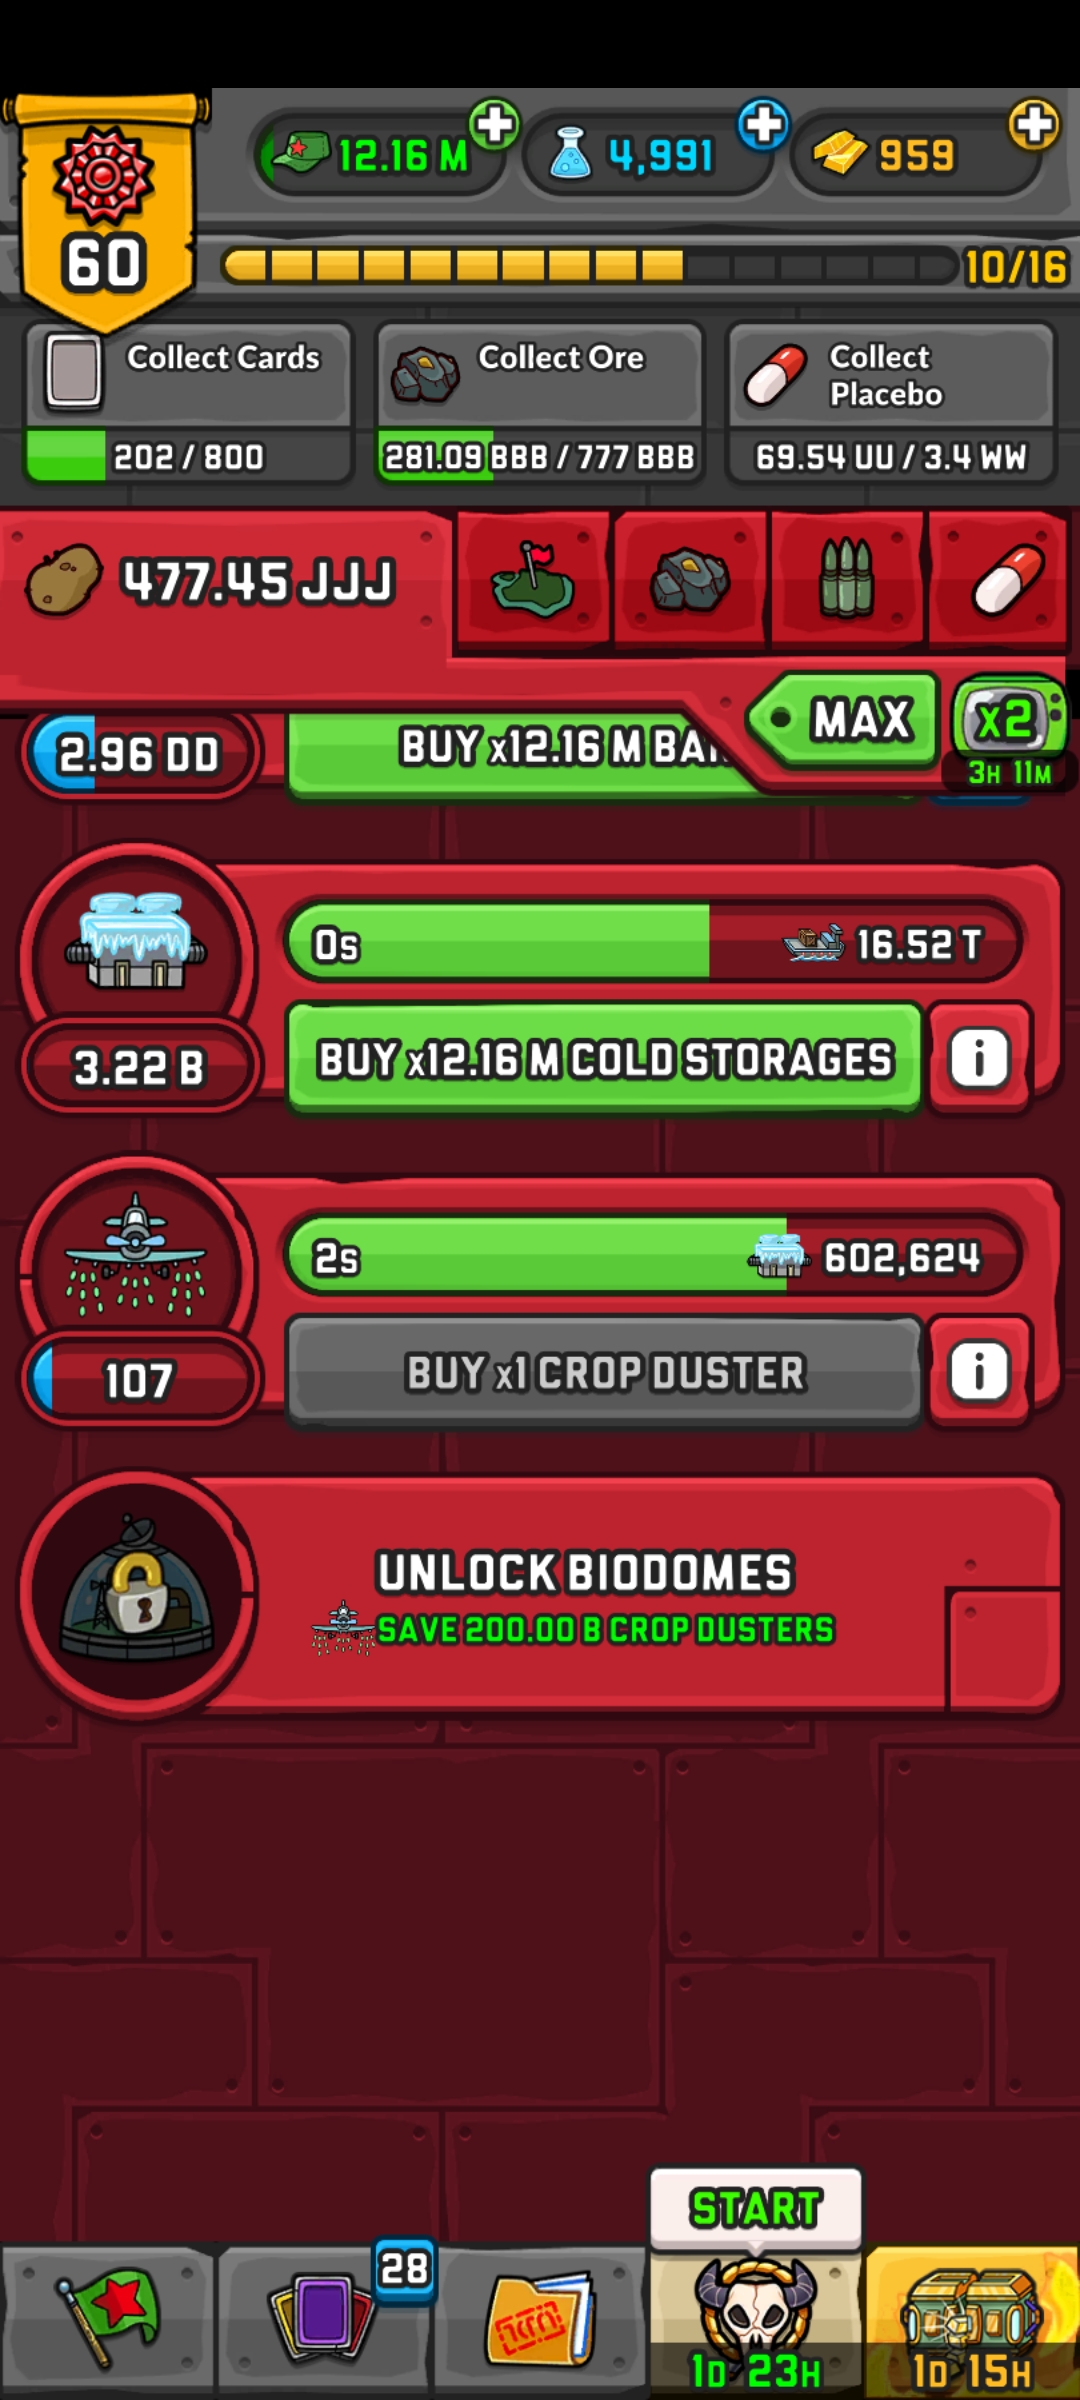 60
12.16 M
4,991
959
10/16
Collect Cards
202 / 800
Collect Ore
281.09 BBB / 777 BBB
Collect
Placebo
69.54 UU / 3.4 WW
477.45 JJJ
MAX
x2
3H 11M
2.96 DD
BUY x12.16 M BA
0s
16.52 T
3.22 B
BUY x12.16 M COLD STORAGES
i
2s
602,624
107
BUY x1 CROP DUSTER
i
UNLOCK BIODOMES
SAVE 200.00 B CROP DUSTERS
START
28
1D 23H
1D 15H